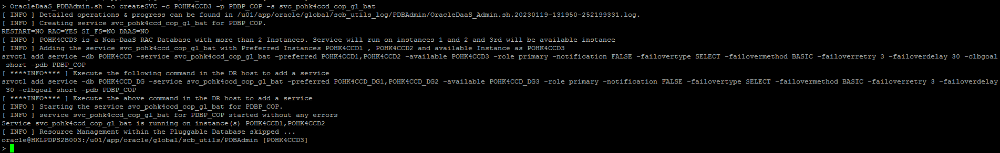 > OracleDaaS_PDBAdmin.sh -o createSVC -c POHK4CCD3 -p PDBP_COP -s svc_pohk4ccd_cop_gl_bat
[ INFO ] Detailed operations & progress can be found in /u01/app/oracle/global/scb_utils_log/PDBAdmin/OracleDaaS_Admin.sh.20230119-131950-252199331.log.
[ INFO ] Creating service svc_pohk4ccd_cop_gl_bat for PDBP_COP.
RESTART=NO RAC=YES SI_FS=NO DAAS=NO
[ INFO ] POHK4CCD3 is a Non-DaaS RAC Database with more than 2 Instances. Service will run on instances 1 and 2 and 3rd will be available instance
[ INFO ] Adding the service svc_pohk4ccd_cop_gl_bat with Preferred Instances POHK4CCD1 , POHK4CCD2 and available Instance as POHK4CCD3
srvctl add service -db POHK4CCD -service svc_pohk4ccd_cop_gl_bat -preferred POHK4CCD1,POHK4CCD2 -available POHK4CCD3 -role primary -notification FALSE -failovertype SELECT -failovermethod BASIC -failoverretry 3 -failoverdelay 30 -clbgoal
short -pdb PDBP_COP
[ ****INFO**** ] Execute the following command in the DR host to add a service
srvctl add service -db POHK4CCD_DG -service svc_pohk4ccd_cop_gl_bat -preferred POHK4CCD_DG1,POHK4CCD_DG2 -available POHK4CCD_DG3 -role primary -notification FALSE -failovertype SELECT -failovermethod BASIC -failoverretry 3 -failoverdelay
30 -clbgoal short -pdb PDBP_COP
[ ****INFO**** ] Execute the above command in the DR host to add a service
[ INFO ] Starting the service svc_pohk4ccd_cop_gl_bat for PDBP_COP.
[ INFO ] service svc_pohk4ccd_cop_gl_bat for PDBP_COP started without any errors
Service svc_pohk4ccd_cop_gl_bat is running on instance(s) POHK4CCD1,POHK4CCD2
[ INFO ] Resource Management within the Pluggable Database skipped ...
oracle@HKLPDPS2B003:/u01/app/oracle/global/scb_utils/PDBAdmin [POHK4CCD3]
>